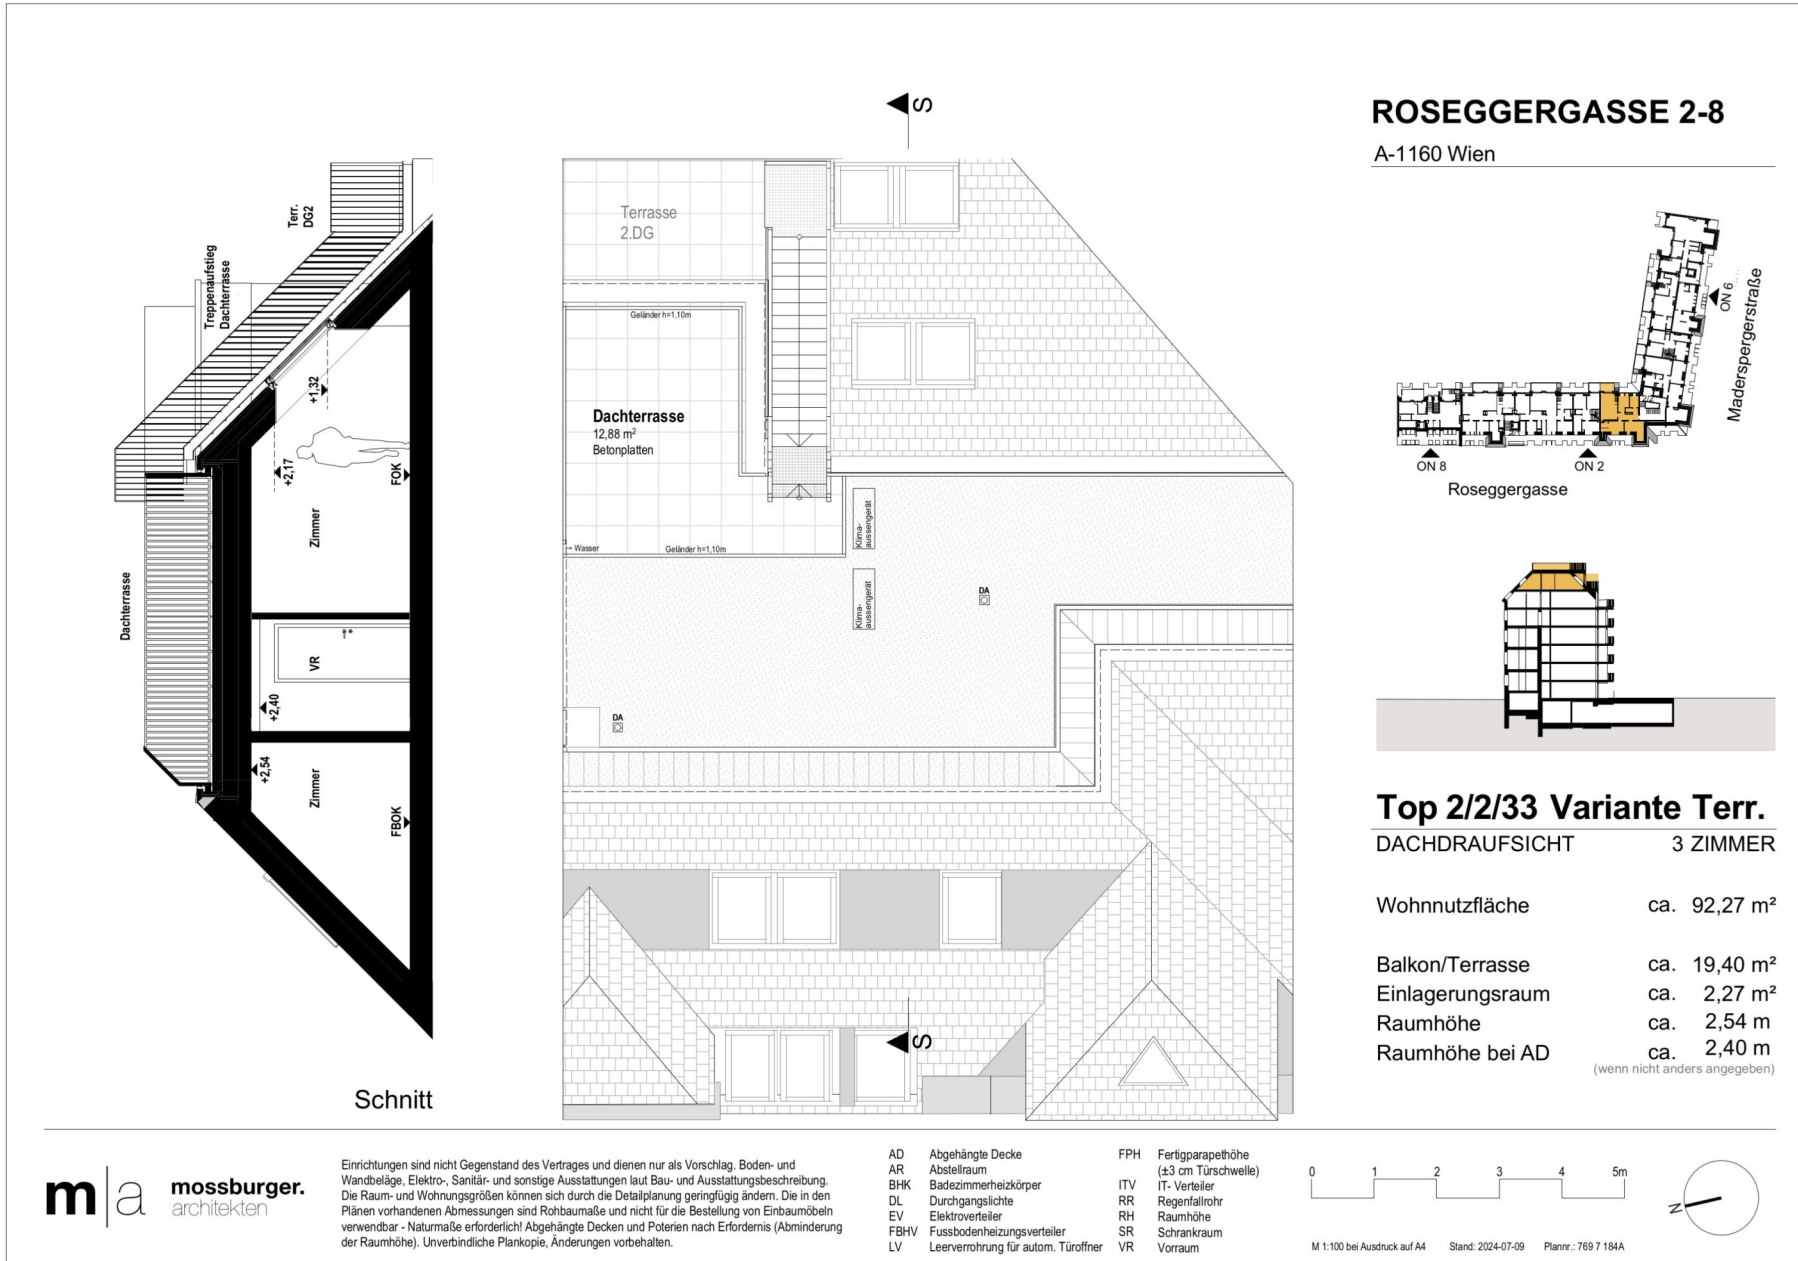 ROSEGGERGASSE 2-8
A-1160 Wien
S
Terr.
DG2
Treppenaufstieg
Dachterrasse
+1,32
+2,17
FOK
Zimmer
Dachterrasse
VR
+2,40
+2,54
Zimmer
FBOK
Schnitt
Terrasse
2.DG
Geländer h=1,10m
Dachterrasse
12,88 m²
Betonplatten
Wasser
Geländer h=1,10m
Klima-
aussengerät
Klima-
aussengerät
DA
DA
S
ON 6
Maderspergerstraße
ON 8
ON 2
Roseggergasse
Top 2/2/33 Variante Terr.
DACHDRAUFSICHT 3 ZIMMER
Wohnnutzfläche ca. 92,27 m²
Balkon/Terrasse ca. 19,40 m²
Einlagerungsraum ca. 2,27 m²
Raumhöhe ca. 2,54 m
Raumhöhe bei AD ca. 2,40 m
(wenn nicht anders angegeben)
m|a
mossburger.
architekten
Einrichtungen sind nicht Gegenstand des Vertrages und dienen nur als Vorschlag. Boden- und
Wandbeläge, Elektro-, Sanitär- und sonstige Ausstattungen laut Bau- und Ausstattungsbeschreibung.
Die Raum- und Wohnungsgrößen können sich durch die Detailplanung geringfügig ändern. Die in den
Plänen vorhandenen Abmessungen sind Rohbaumaße und nicht für die Bestellung von Einbaumöbeln
verwendbar - Naturmaße erforderlich! Abgehängte Decken und Poterien nach Erfordernis (Abminderung
der Raumhöhe). Unverbindliche Plankopie, Änderungen vorbehalten.
AD Abgehängte Decke
AR Abstellraum
BHK Badezimmerheizkörper
DL Durchgangslichte
EV Elektroverteiler
FBHV Fussbodenheizungsverteiler
LV Leerverrohrung für autom. Türöffner
FPH Fertigparapethöhe
(±3 cm Türschwelle)
ITV IT- Verteiler
RR Regenfallrohr
RH Raumhöhe
SR Schrankraum
VR Vorraum
0 1 2 3 4 5m
N
M 1:100 bei Ausdruck auf A4 Stand: 2024-07-09 Plannr.: 769 7 184A